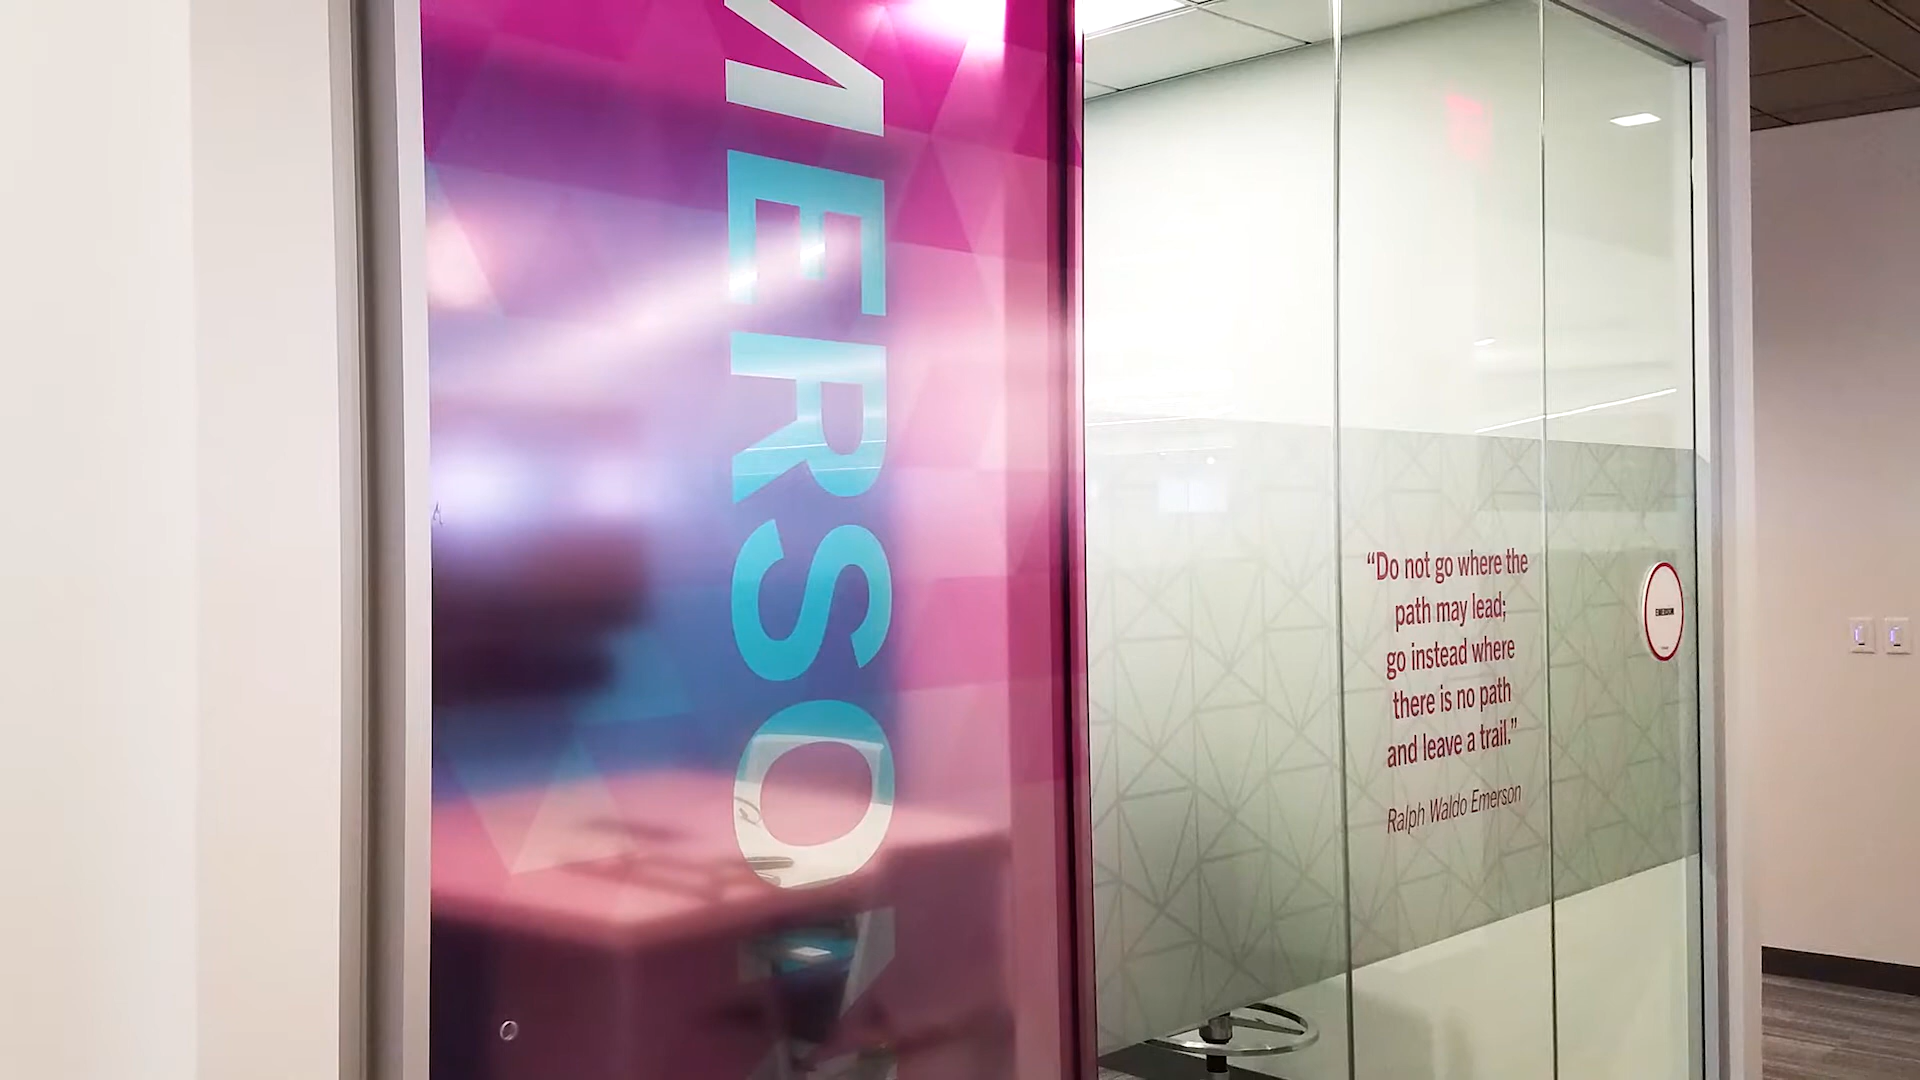 MERSON
“Do not go where the
path may lead;
go instead where
there is no path
and leave a trail.”
Ralph Waldo Emerson
EMERSON